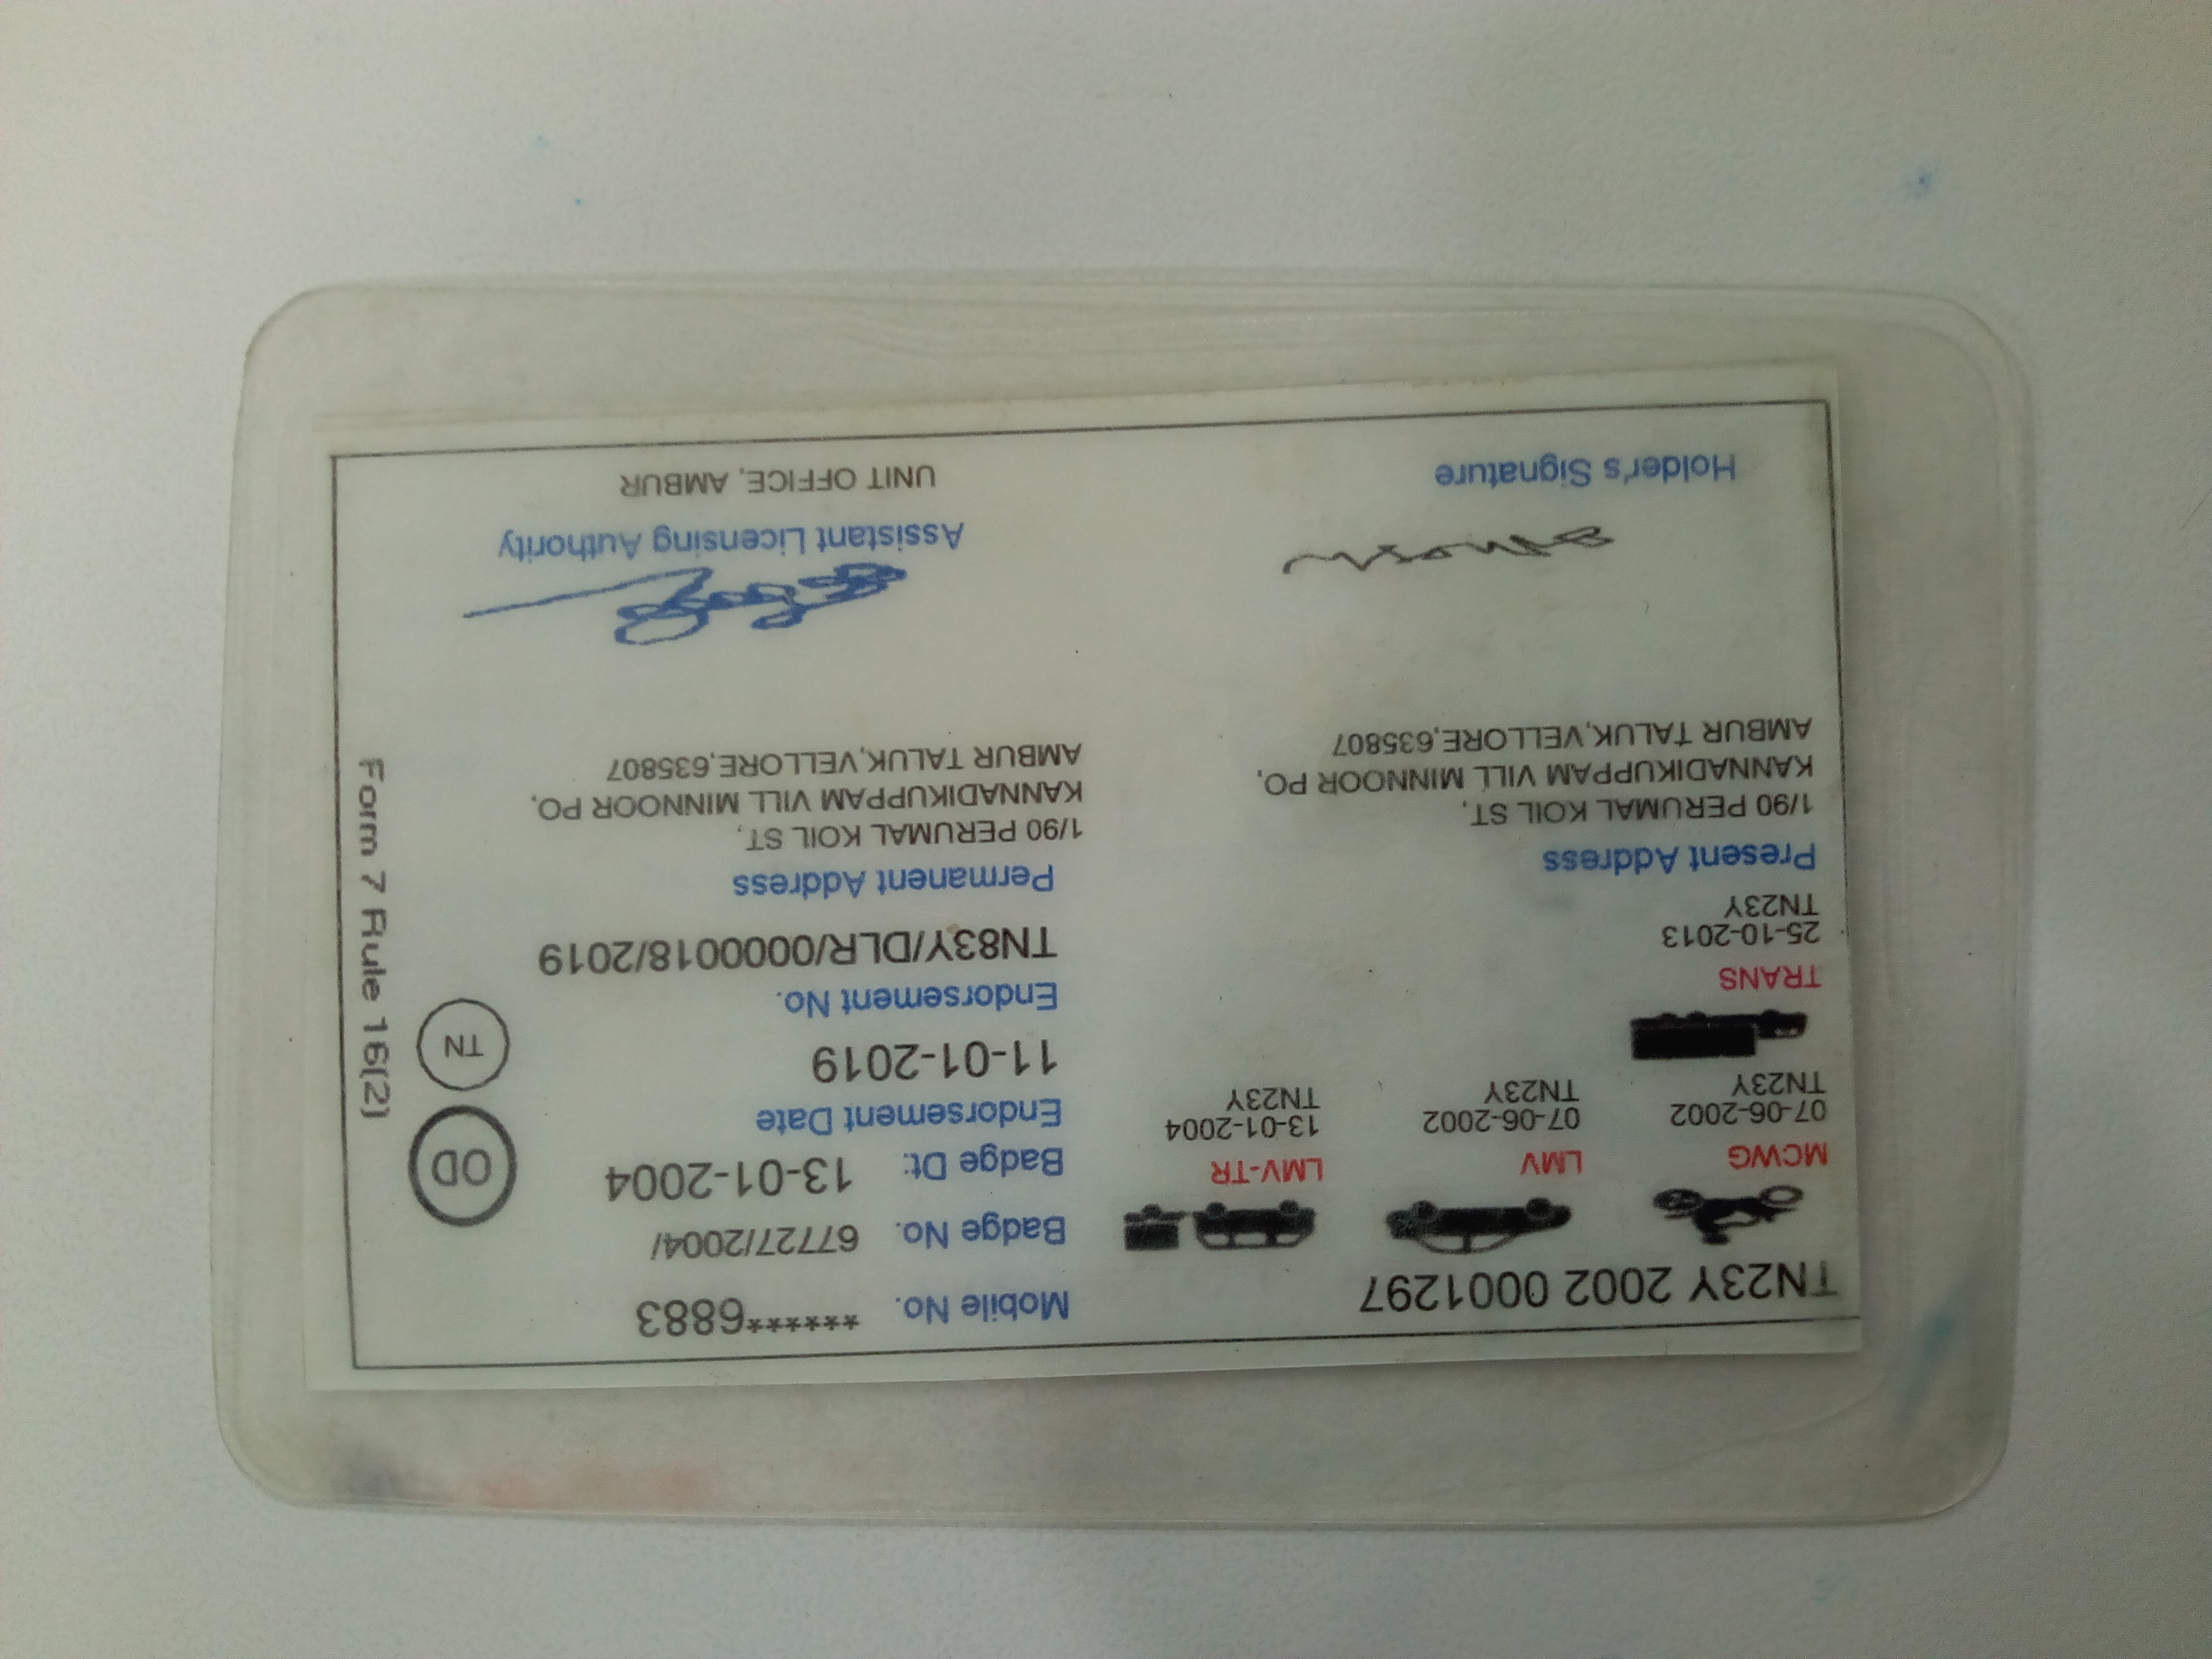 TN23Y 2002 0001297
MCWG
07-06-2002
TN23Y
LMV
07-06-2002
TN23Y
LMV-TR
13-01-2004
TN23Y
TRANS
25-10-2013
TN23Y
Present Address
1/90 PERUMAL KOIL ST,
KANNADIKUPPAM VILL MINNOOR PO,
AMBUR TALUK,VELLORE,635807
Holder's Signature
Mobile No. ******6883
Badge No. 67727/2004/
Badge Dt: 13-01-2004
Endorsement Date
11-01-2019
Endorsement No.
TN83Y/DLR/0000018/2019
Permanent Address
1/90 PERUMAL KOIL ST,
KANNADIKUPPAM VILL MINNOOR PO,
AMBUR TALUK,VELLORE,635807
Assistant Licensing Authority
UNIT OFFICE, AMBUR
OD
TN
Form 7 Rule 16(2)